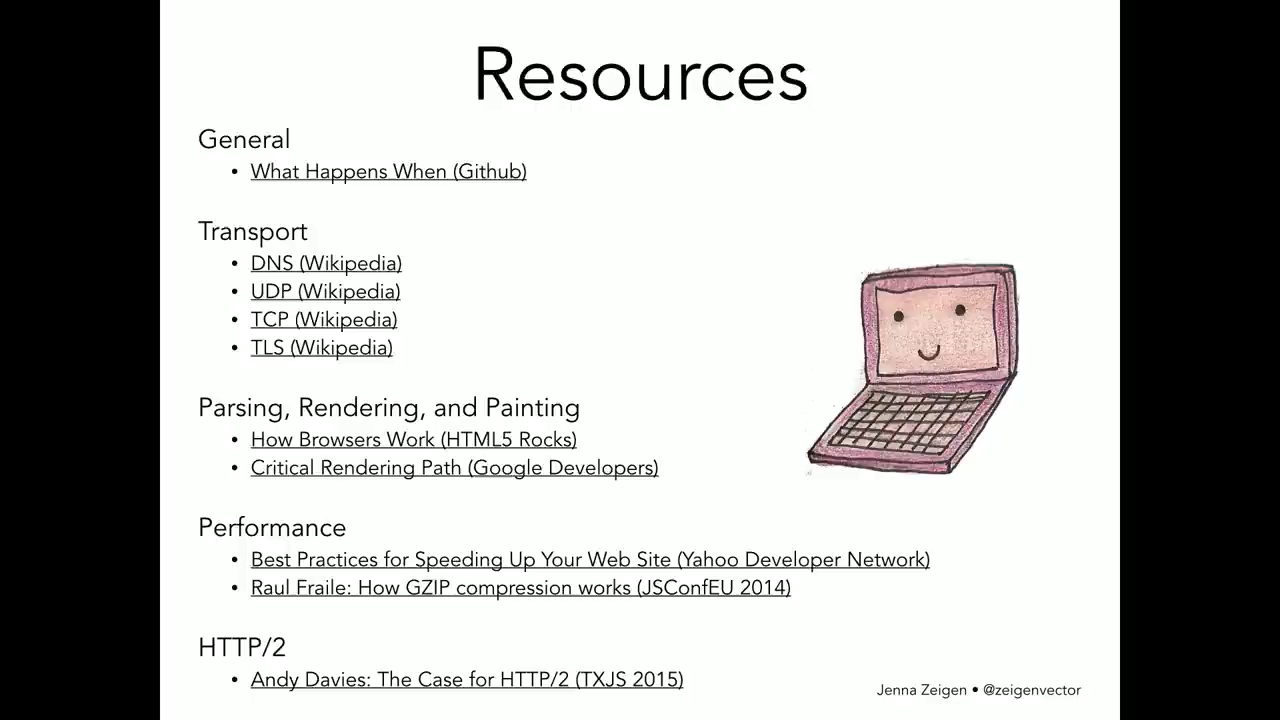 Resources
General
• What Happens When (Github)
Transport
• DNS (Wikipedia)
• UDP (Wikipedia)
• TCP (Wikipedia)
• TLS (Wikipedia)
Parsing, Rendering, and Painting
• How Browsers Work (HTML5 Rocks)
• Critical Rendering Path (Google Developers)
Performance
• Best Practices for Speeding Up Your Web Site (Yahoo Developer Network)
• Raul Fraile: How GZIP compression works (JSConfEU 2014)
HTTP/2
• Andy Davies: The Case for HTTP/2 (TXJS 2015)
Jenna Zeigen • @zeigenvector